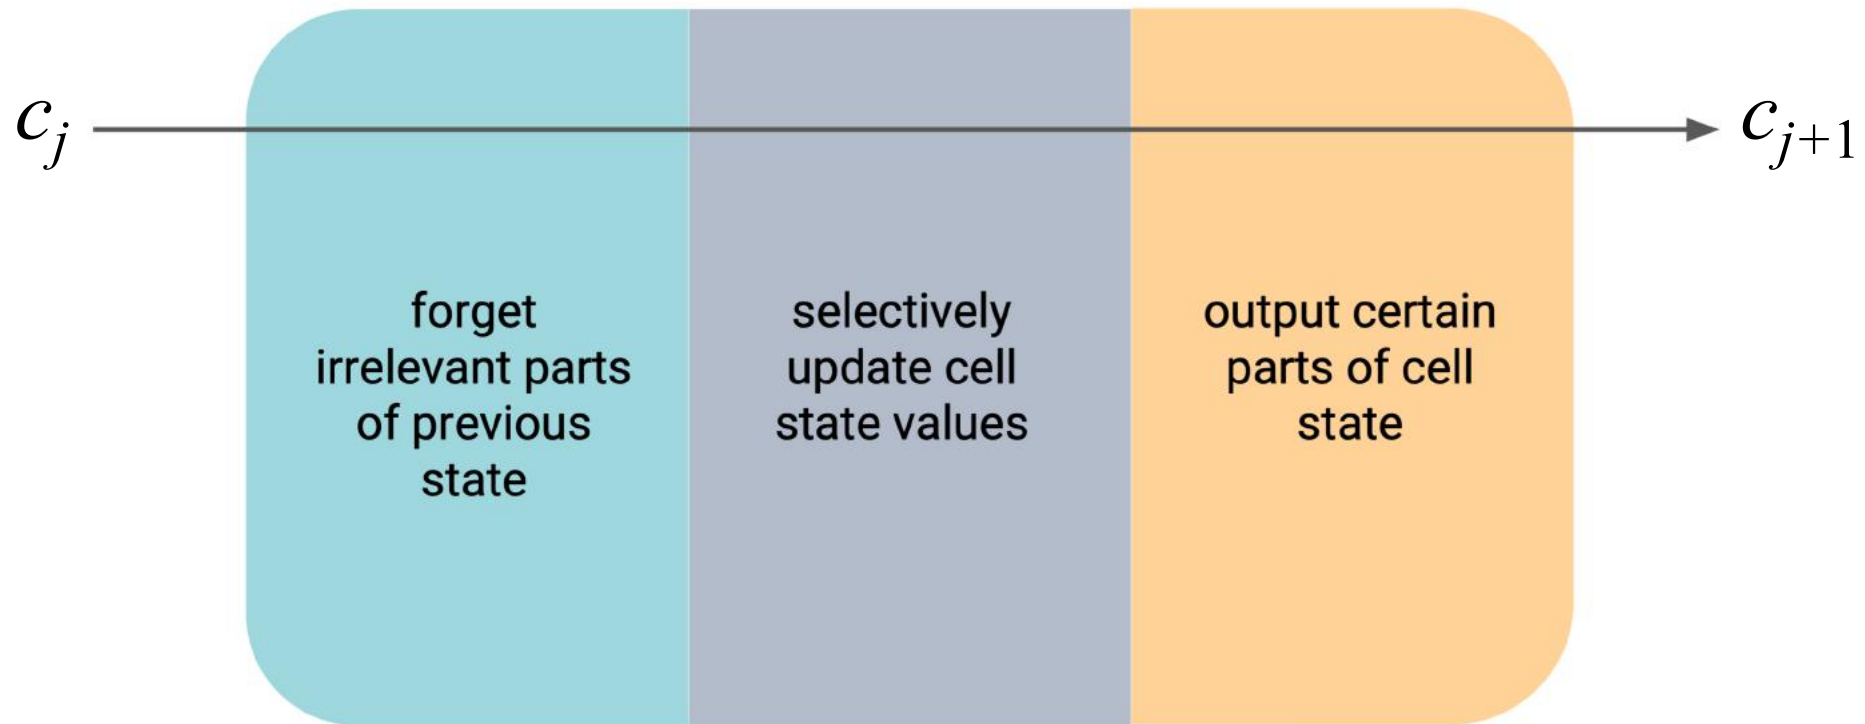 c_j
c_{j+1}
forget
irrelevant parts
of previous
state
selectively
update cell
state values
output certain
parts of cell
state